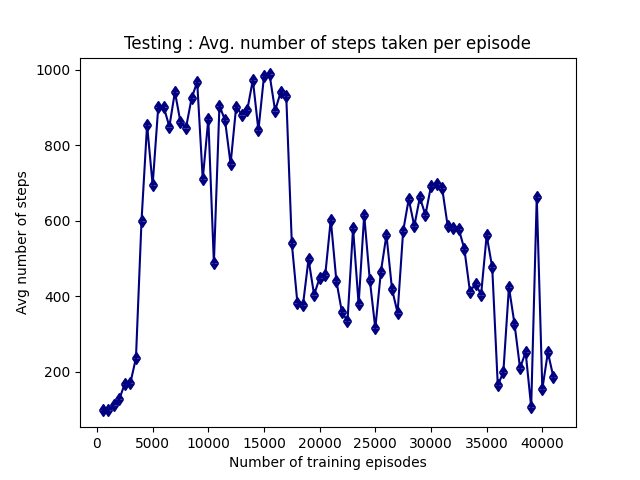 Testing : Avg. number of steps taken per episode
1000
800
600
400
200
Avg number of steps
0 5000 10000 15000 20000 25000 30000 35000 40000
Number of training episodes